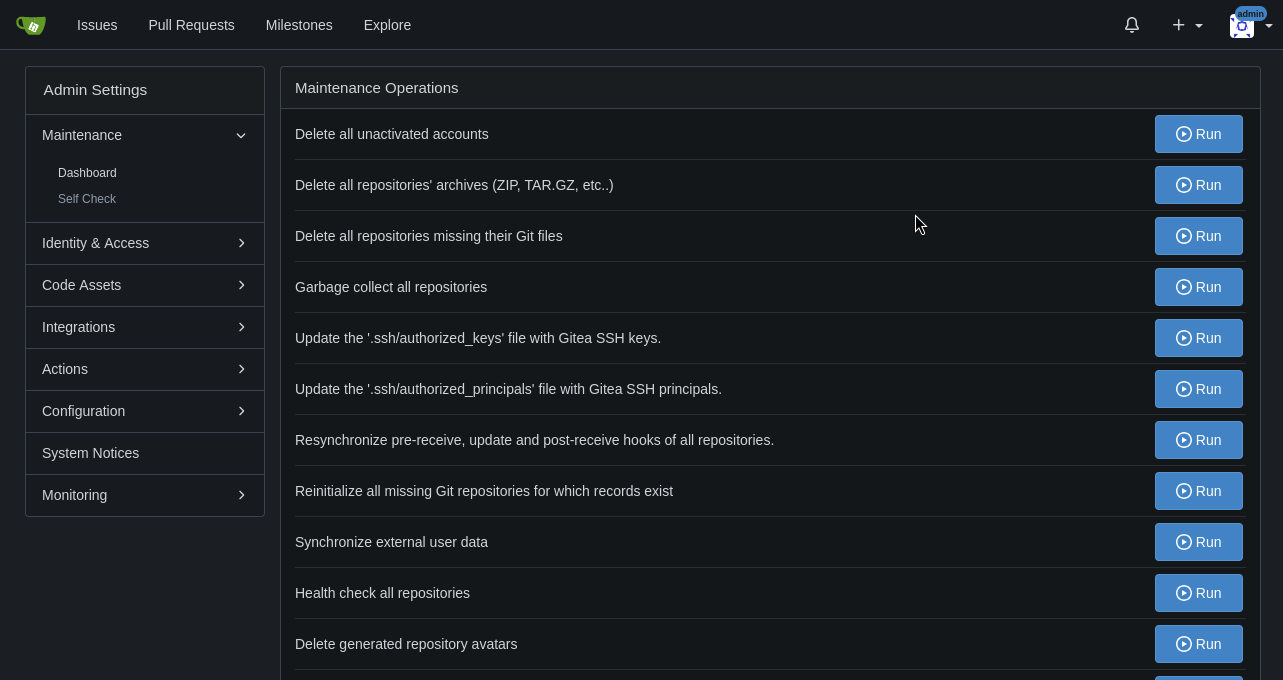 Issues
Pull Requests
Milestones
Explore
admin
Admin Settings
Maintenance
Dashboard
Self Check
Identity & Access
Code Assets
Integrations
Actions
Configuration
System Notices
Monitoring
Maintenance Operations
Delete all unactivated accounts Run
Delete all repositories' archives (ZIP, TAR.GZ, etc..) Run
Delete all repositories missing their Git files Run
Garbage collect all repositories Run
Update the '.ssh/authorized_keys' file with Gitea SSH keys. Run
Update the '.ssh/authorized_principals' file with Gitea SSH principals. Run
Resynchronize pre-receive, update and post-receive hooks of all repositories. Run
Reinitialize all missing Git repositories for which records exist Run
Synchronize external user data Run
Health check all repositories Run
Delete generated repository avatars Run